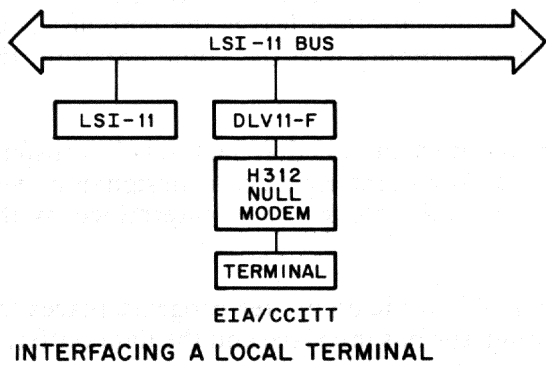 LSI-11 BUS
LSI-11
DLV11-F
H312
NULL
MODEM
TERMINAL
EIA/CCITT
INTERFACING A LOCAL TERMINAL